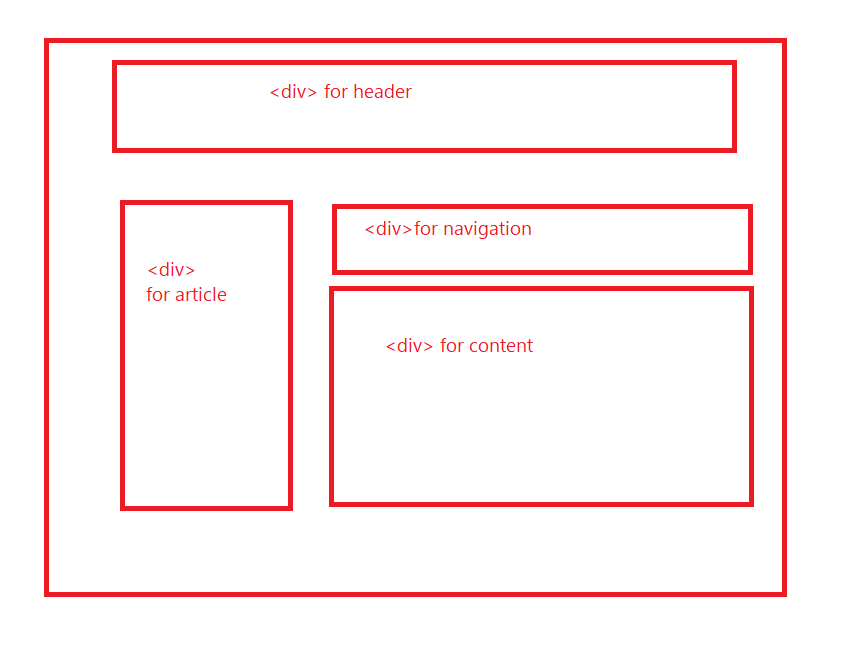 <div> for header
<div>for navigation
<div>
for article
<div> for content